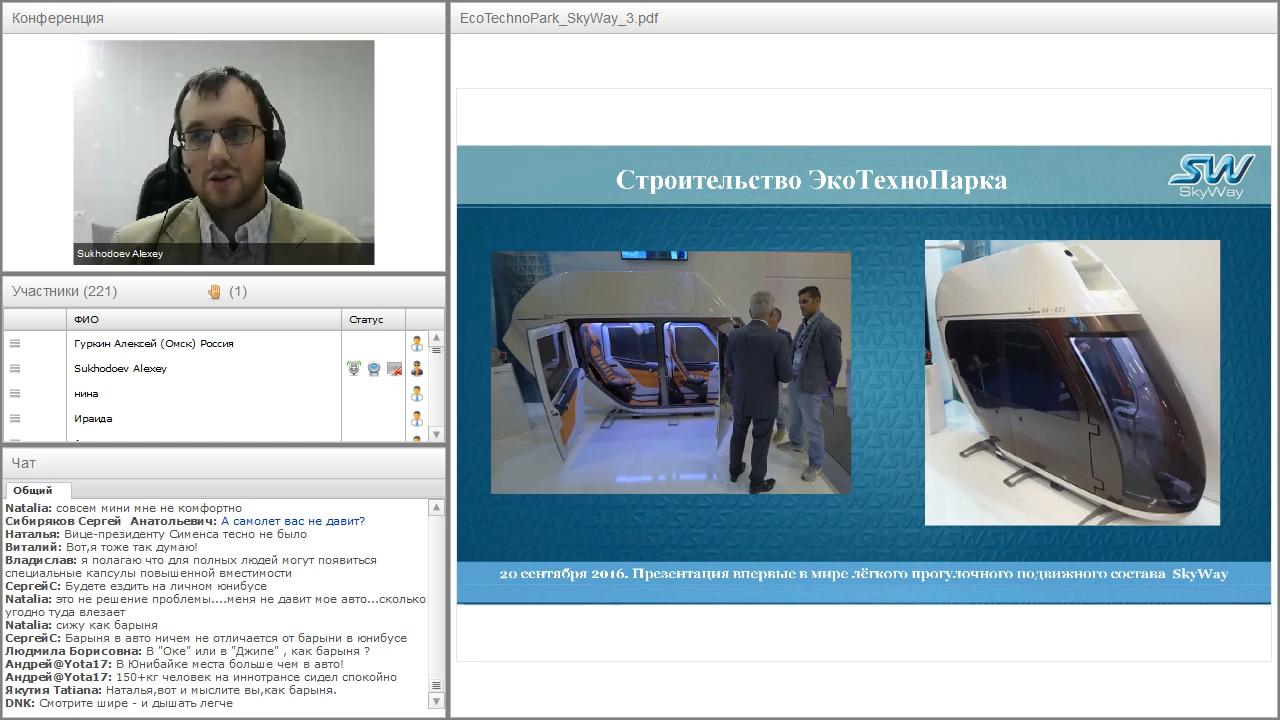 Конференция
Sukhodoev Alexey
Участники (221)
(1)
ФИО
Статус
Гуркин Алексей (Омск) Россия
Sukhodoev Alexey
нина
Ираида
Чат
Общий
Natalia: совсем мини мне не комфортно
Сибиряков Сергей Анатольевич: А самолет вас не давит?
Наталья: Вице-президенту Сименса тесно не было
Виталий: Вот,я тоже так думаю!
Владислав: я полагаю что для полных людей могут появиться
специальные капсулы повышенной вместимости
СергейС: Будете ездить на личном юнибусе
Natalia: это не решение проблемы....меня не давит мое авто...сколько
угодно туда влезает
Natalia: сижу как барыня
СергейС: Барыня в авто ничем не отличается от барыни в юнибусе
Людмила Борисовна: В "Оке" или в "Джипе" , как барыня ?
Андрей@Yota17: В Юнибайке места больше чем в авто!
Андрей@Yota17: 150+кг человек на иннотрансе сидел спокойно
Якутия Tatiana: Наталья,вы и мыслите вы,как барыня.
DNK: Смотрите шире - и дышать легче
EcoTechnoPark_SkyWay_3.pdf
Строительство ЭкоТехноПарка
SW
SkyWay
20 сентября 2016. Презентация впервые в мире лёгкого прогулочного подвижного состава SkyWay